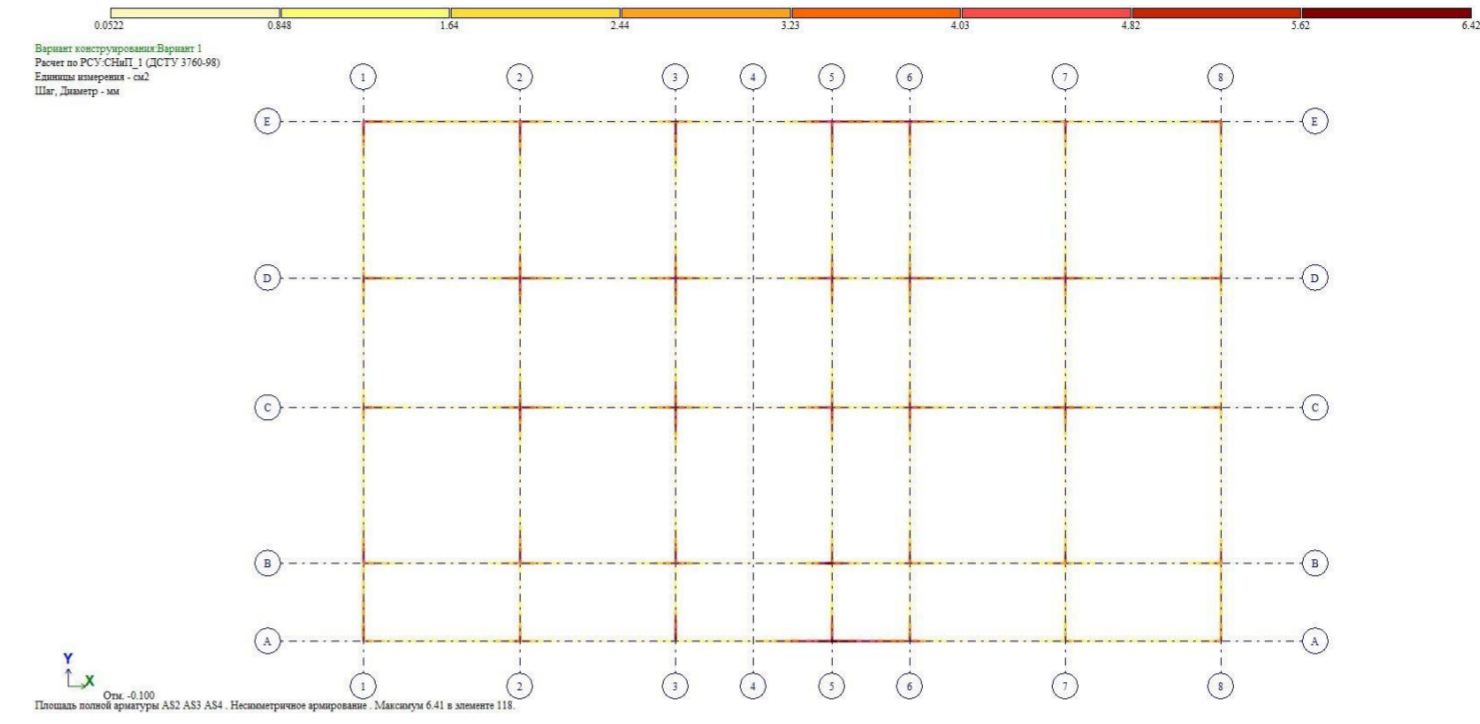 0.0522 0.848 1.64 2.44 3.23 4.03 4.82 5.62 6.42
Вариант конструирования:Вариант 1
Расчет по РСУ:СНиП_1 (ДСТУ 3760-98)
Единицы измерения - см2
Шаг, Диаметр - мм
1 2 3 4 5 6 7 8
E E
D D
C C
B B
A A
Y
X
1 2 3 4 5 6 7 8
Отм. -0.100
Площадь полной арматуры AS2 AS3 AS4 . Несимметричное армирование . Максимум 6.41 в элементе 118.